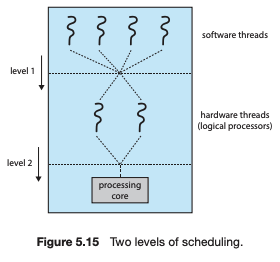 software threads
level 1
hardware threads
(logical processors)
level 2
processing
core
Figure 5.15 Two levels of scheduling.